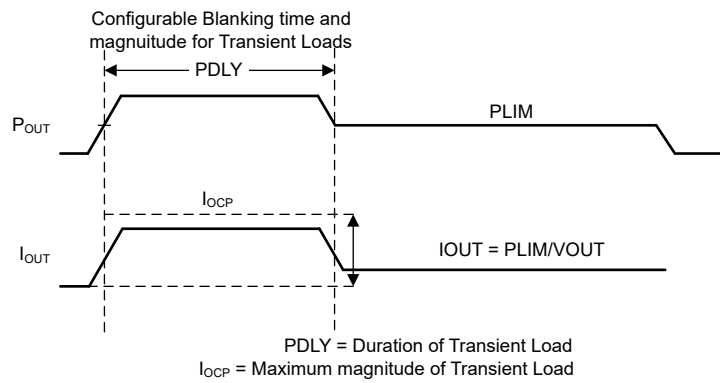 Configurable Blanking time and
magnuitude for Transient Loads
PDLY
POUT
PLIM
IOCP
IOUT
IOUT = PLIM/VOUT
PDLY = Duration of Transient Load
IOCP = Maximum magnitude of Transient Load